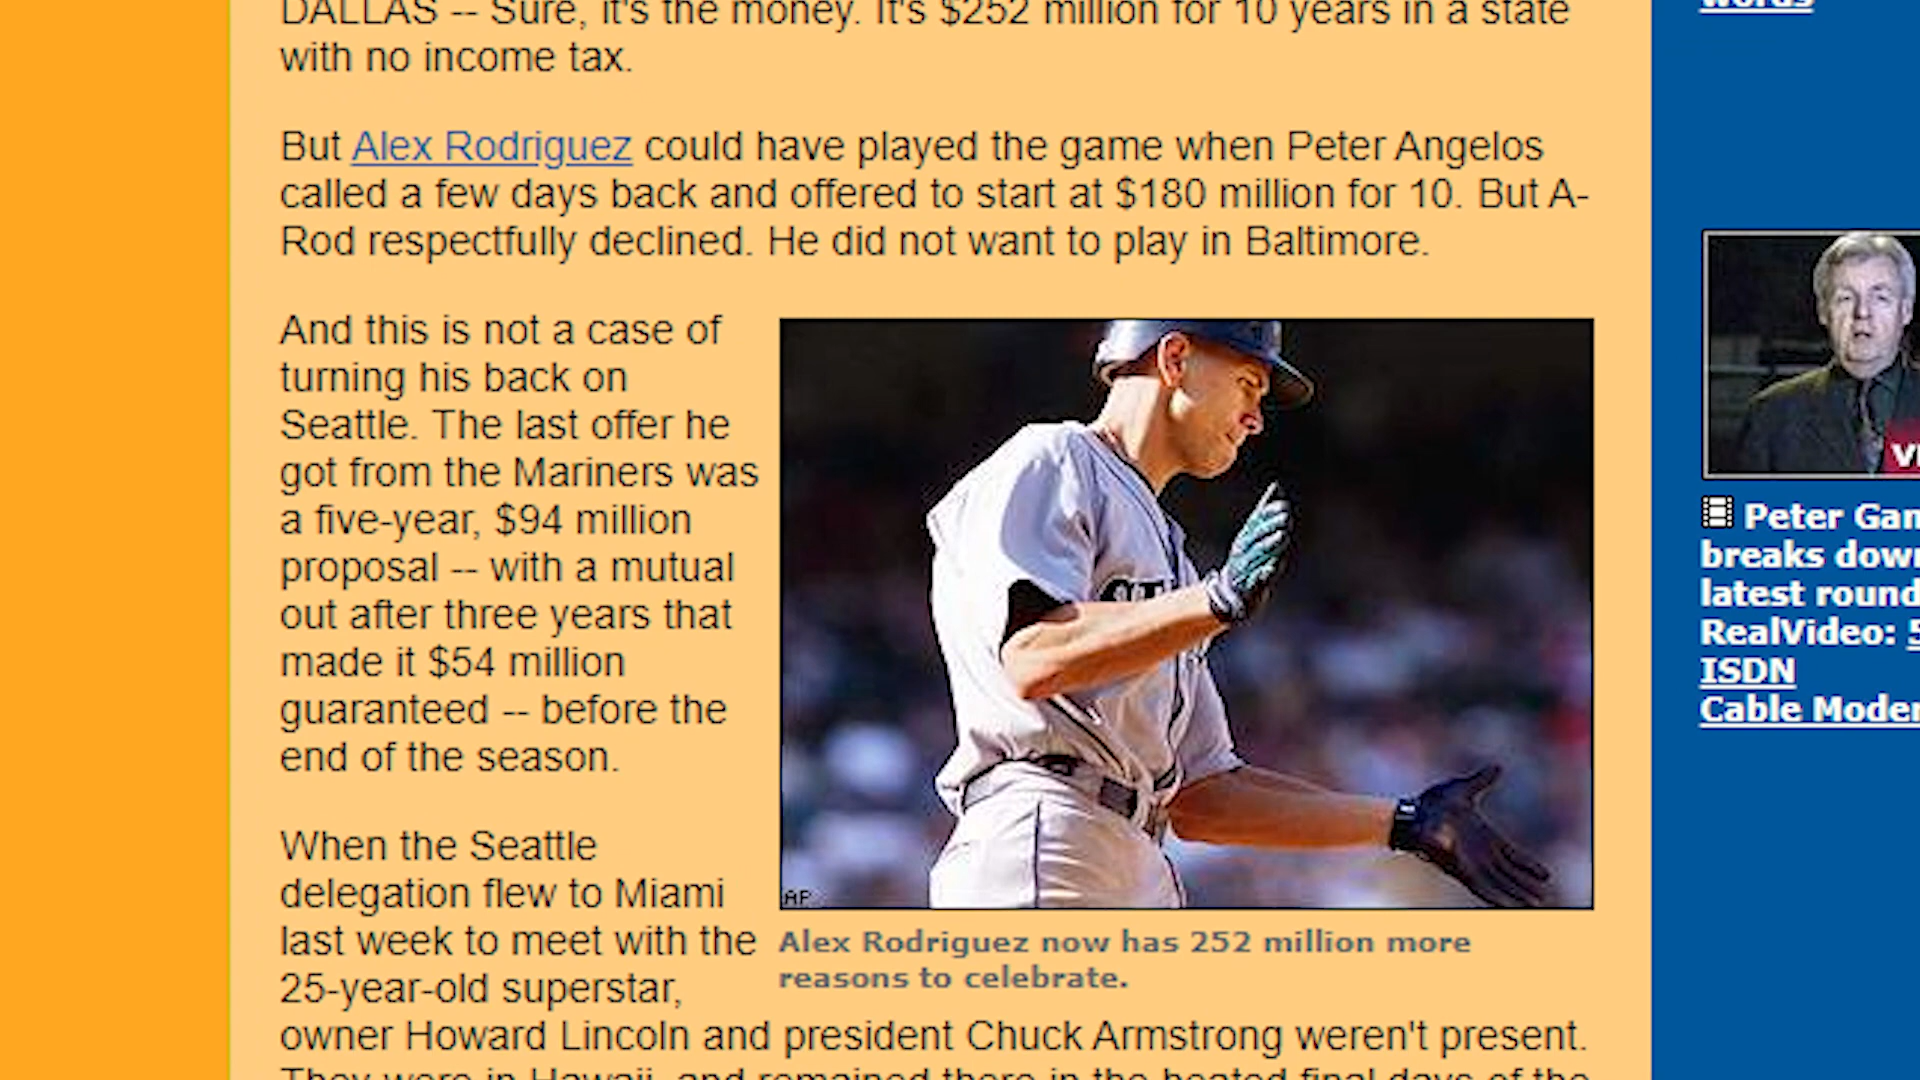 DALLAS -- Sure, it's the money. It's $252 million for 10 years in a state
with no income tax.
But Alex Rodriguez could have played the game when Peter Angelos
called a few days back and offered to start at $180 million for 10. But A-
Rod respectfully declined. He did not want to play in Baltimore.
And this is not a case of
turning his back on
Seattle. The last offer he
got from the Mariners was
a five-year, $94 million
proposal -- with a mutual
out after three years that
made it $54 million
guaranteed -- before the
end of the season.
When the Seattle
delegation flew to Miami
last week to meet with the
25-year-old superstar,
owner Howard Lincoln and president Chuck Armstrong weren't present.
They were in Hawaii, and remained there in the heated final days of the
AP
Alex Rodriguez now has 252 million more
reasons to celebrate.
words
Peter Gam
breaks down
latest round
RealVideo: 5
ISDN
Cable Modem